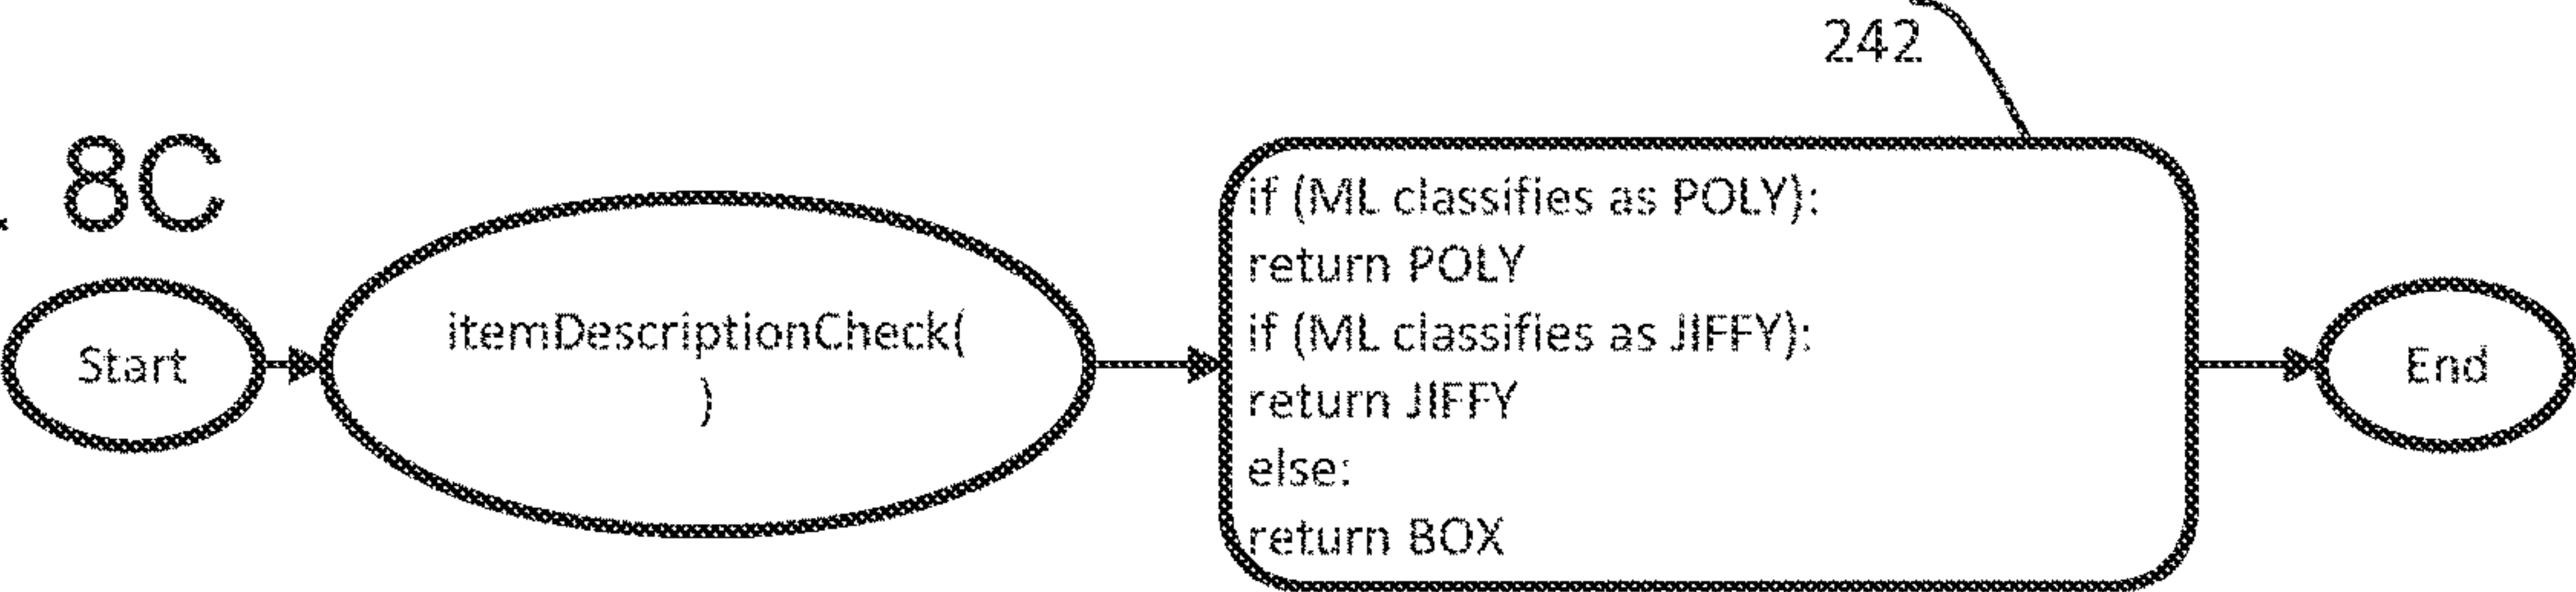 242
. 8C
Start
itemDescriptionCheck(
)
if (ML classifies as POLY):
return POLY
if (ML classifies as JIFFY):
return JIFFY
else:
return BOX
End